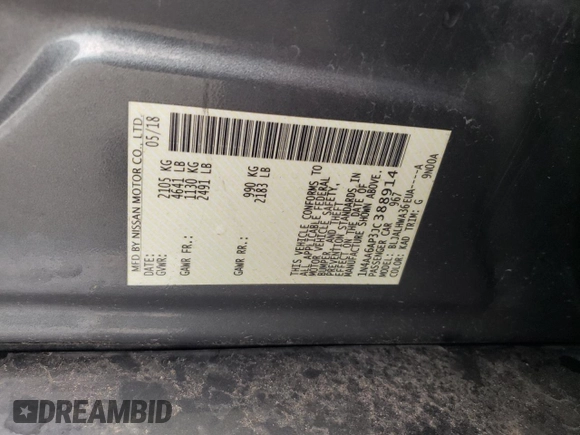 MFD BY NISSAN MOTOR CO., LTD.
DATE: 05/18
GVWR: 2105 KG
4641 LB
GAWR FR.: 1130 KG
2491 LB
GAWR RR.: 990 KG
2183 LB
THIS VEHICLE CONFORMS TO
ALL APPLICABLE FEDERAL
MOTOR VEHICLE SAFETY,
BUMPER, AND THEFT
PREVENTION STANDARDS IN
EFFECT ON THE DATE OF
MANUFACTURE SHOWN ABOVE.
1N4AA6AP3JC388914
PASSENGER CAR 967
MODEL:
COLOR: KAD TRIM: G
9N00A
DREAMBID